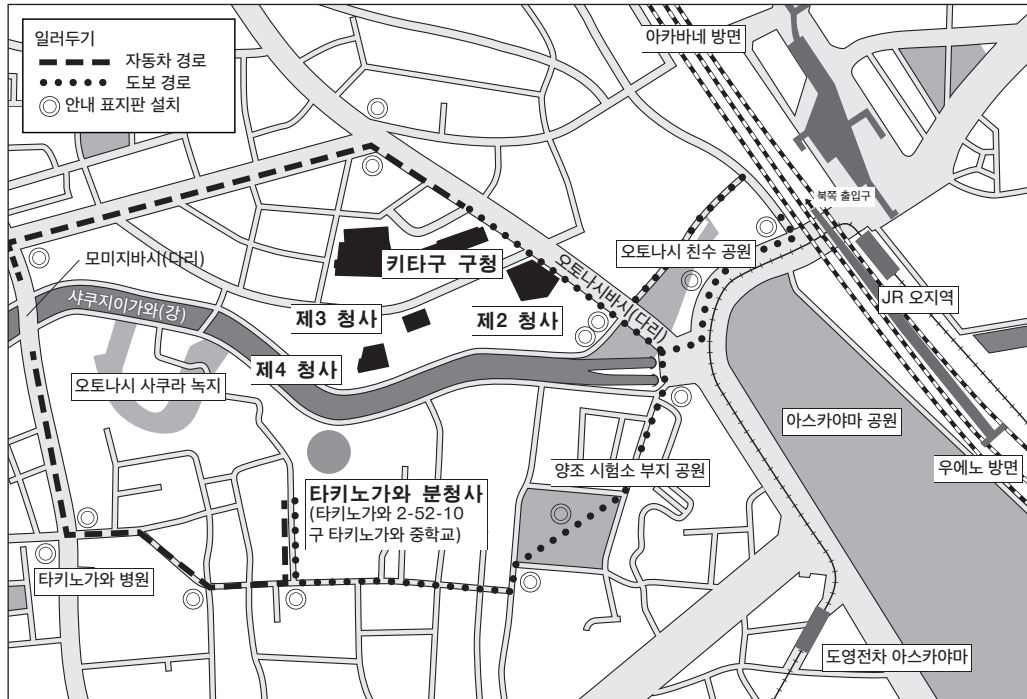 일러두기
자동차 경로
도보 경로
안내 표지판 설치
아카바네 방면
북쪽 출입구
모미지바시(다리)
키타구 구청
오토나시바시(다리)
오토나시 친수 공원
샤쿠지이가와(강)
제3 청사
제2 청사
JR 오지역
제4 청사
오토나시 사쿠라 녹지
아스카야마 공원
우에노 방면
양조 시험소 부지 공원
타키노가와 분청사
(타키노가와 2-52-10
구 타키노가와 중학교)
타키노가와 병원
도영전차 아스카야마